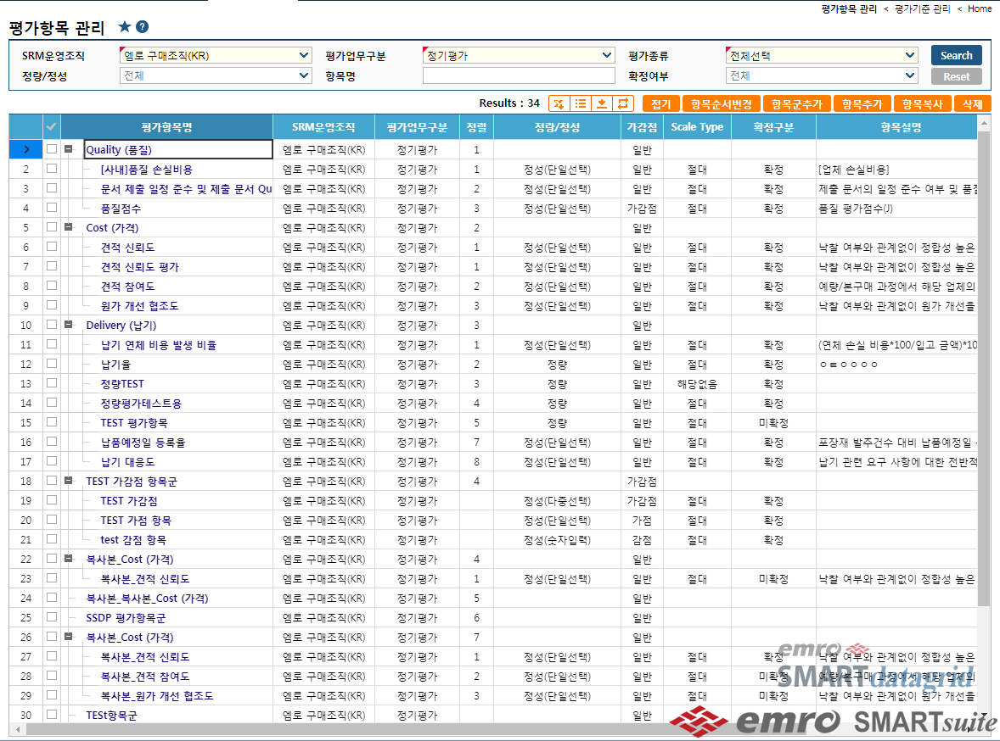 평가항목 관리 < 평가기준 관리 < Home
평가항목 관리 ★ ?
SRM운영조직 엠로 구매조직(KR) 평가업무구분 정기평가 평가종류 전체선택 Search
정량/정성 전체 항목명 확정여부 전체 Reset
Results : 34 접기 항목순서변경 항목군추가 항목추가 항목복사 삭제
평가항목명 SRM운영조직 평가업무구분 정렬 정량/정성 가감점 Scale Type 확정구분 항목설명
Quality (품질) 엠로 구매조직(KR) 정기평가 1 일반
2 [사내]품질 손실비용 엠로 구매조직(KR) 정기평가 1 정성(단일선택) 일반 절대 확정 [업체 손실비용]
3 문서 제출 일정 준수 및 제출 문서 Qu 엠로 구매조직(KR) 정기평가 2 정성(단일선택) 일반 절대 확정 제출 문서의 일정 준수 여부 및 품질
4 품질점수 엠로 구매조직(KR) 정기평가 3 정성(단일선택) 가감점 절대 확정 품질 평가점수(J)
5 Cost (가격) 엠로 구매조직(KR) 정기평가 2 일반
6 견적 신뢰도 엠로 구매조직(KR) 정기평가 1 정성(단일선택) 일반 절대 확정 낙찰 여부와 관계없이 정합성 높은
7 견적 신뢰도 평가 엠로 구매조직(KR) 정기평가 1 정성(단일선택) 일반 절대 확정 낙찰 여부와 관계없이 정합성 높은
8 견적 참여도 엠로 구매조직(KR) 정기평가 2 정성(단일선택) 일반 절대 확정 예량/본구매 과정에서 해당 업체의
9 원가 개선 협조도 엠로 구매조직(KR) 정기평가 3 정성(단일선택) 일반 절대 확정 낙찰 여부와 관계없이 원가 개선을
10 Delivery (납기) 엠로 구매조직(KR) 정기평가 3 일반
11 납기 연체 비용 발생 비율 엠로 구매조직(KR) 정기평가 1 정성(단일선택) 일반 절대 확정 (연체 손실 비용*100/입고 금액)*10
12 납기율 엠로 구매조직(KR) 정기평가 2 정량 일반 절대 확정 ㅇㅌㅇㅇㅇㅇ
13 정량TEST 엠로 구매조직(KR) 정기평가 3 정량 일반 해당없음 확정
14 정량평가테스트용 엠로 구매조직(KR) 정기평가 4 정량 일반 절대 확정
15 TEST 평가항목 엠로 구매조직(KR) 정기평가 5 정량 일반 절대 미확정
16 납품예정일 등록율 엠로 구매조직(KR) 정기평가 7 정성(단일선택) 일반 절대 확정 포장재 발주건수 대비 납품예정일
17 납기 대응도 엠로 구매조직(KR) 정기평가 8 정성(단일선택) 일반 절대 확정 납기 관련 요구 사항에 대한 전반적
18 TEST 가감점 항목군 엠로 구매조직(KR) 정기평가 4 가감점
19 TEST 가감점 엠로 구매조직(KR) 정기평가 정성(다중선택) 가감점 절대 확정
20 TEST 가점 항목 엠로 구매조직(KR) 정기평가 정성(단일선택) 가점 절대 확정
21 test 감점 항목 엠로 구매조직(KR) 정기평가 정성(숫자입력) 감점 절대 확정
22 복사본_Cost (가격) 엠로 구매조직(KR) 정기평가 4 일반
23 복사본_견적 신뢰도 엠로 구매조직(KR) 정기평가 1 정성(단일선택) 일반 절대 미확정 낙찰 여부와 관계없이 정합성 높은
24 복사본_복사본_Cost (가격) 엠로 구매조직(KR) 정기평가 5 일반
25 SSDP 평가항목군 엠로 구매조직(KR) 정기평가 6 일반
26 복사본_Cost (가격) 엠로 구매조직(KR) 정기평가 7 일반
27 복사본_견적 신뢰도 엠로 구매조직(KR) 정기평가 1 정성(단일선택) 일반 절대 확정 낙찰 여부와 관계없이 정합성 높은
28 복사본_견적 참여도 엠로 구매조직(KR) 정기평가 2 정성(단일선택) 일반 절대 미확정 예량/본구매 과정에서 해당 업체의
29 복사본_원가 개선 협조도 엠로 구매조직(KR) 정기평가 3 정성(단일선택) 일반 절대 미확정 낙찰 여부와 관계없이 원가 개선을
30 TESt항목군 엠로 구매조직(KR) 정기평가 일반
emro
SMART datagrid
emro SMARTsuite